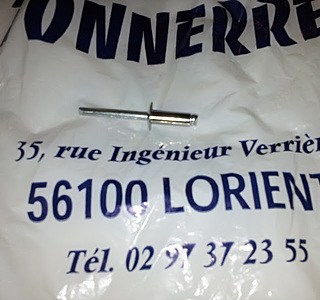 ONNERRE
35, rue Ingénieur Verriè
56100 LORIENT
Tél. 02 97 37 23 55